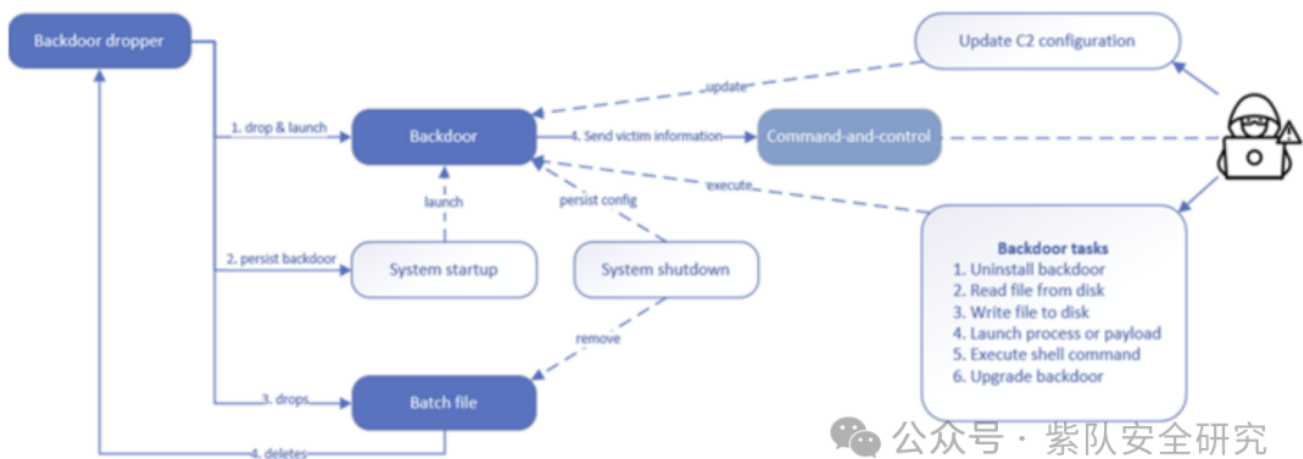 Backdoor dropper
Update C2 configuration
update
1. drop & launch
Backdoor
4. Send victim information
Command-and-control
execute
launch
persist config
2. persist backdoor
System startup
System shutdown
Backdoor tasks
1. Uninstall backdoor
2. Read file from disk
3. Write file to disk
4. Launch process or payload
5. Execute shell command
6. Upgrade backdoor
remove
3. drops
Batch file
4. deletes
公众号 · 紫队安全研究